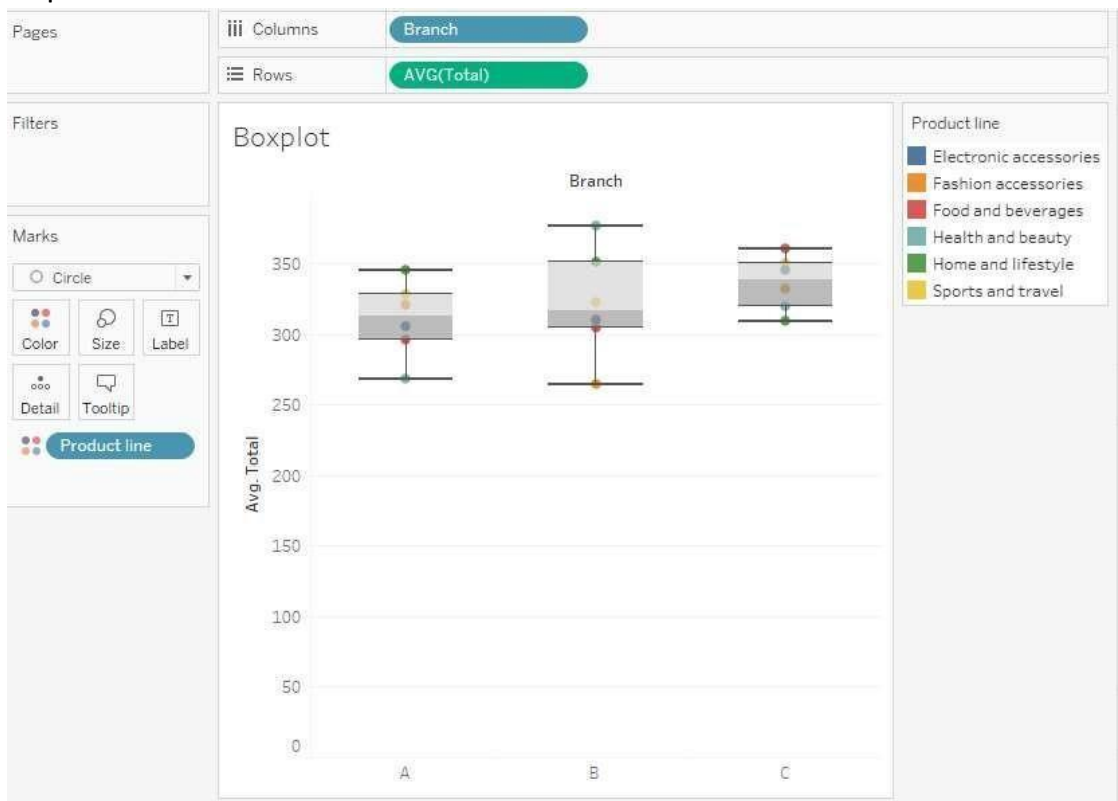 Pages
Columns
Branch
Rows
AVG(Total)
Filters
Marks
Circle
Color
Size
Label
Detail
Tooltip
Product line
Boxplot
Branch
Avg. Total
350
300
250
200
150
100
50
0
A
B
C
Product line
Electronic accessories
Fashion accessories
Food and beverages
Health and beauty
Home and lifestyle
Sports and travel